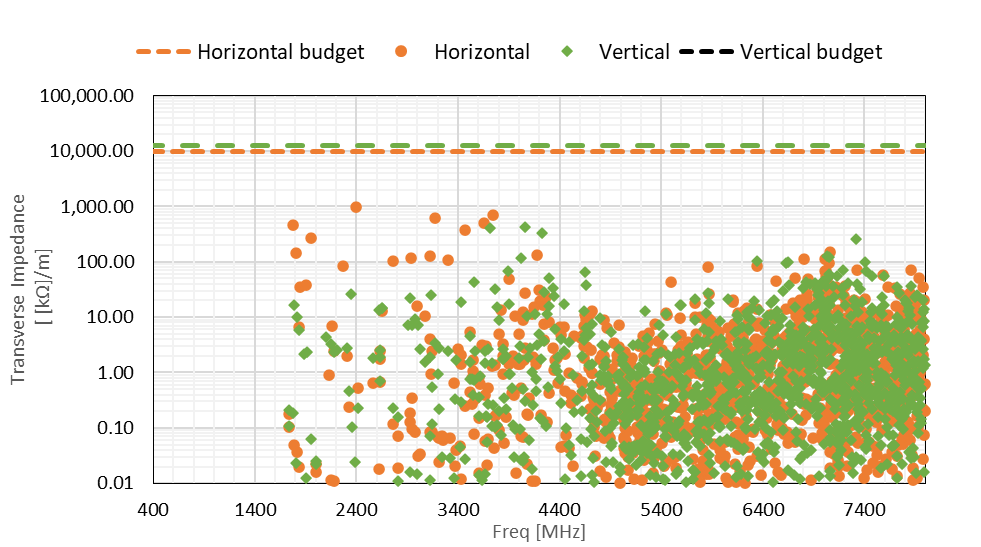 Horizontal budget Horizontal Vertical Vertical budget
100,000.00
10,000.00
1,000.00
100.00
10.00
1.00
0.10
0.01
Transverse Impedance
[ [kΩ]/m]
400 1400 2400 3400 4400 5400 6400 7400
Freq [MHz]